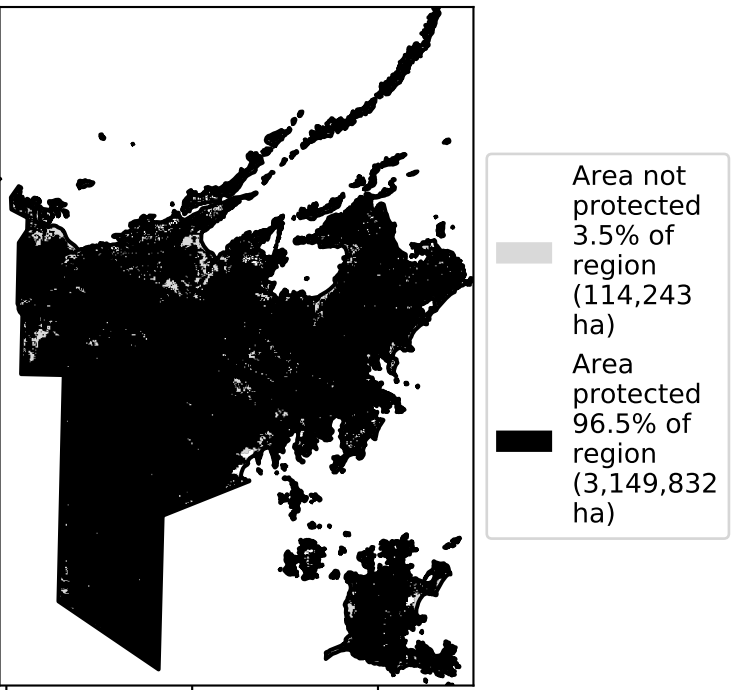 Area not
protected
3.5% of
region
(114,243
ha)
Area
protected
96.5% of
region
(3,149,832
ha)